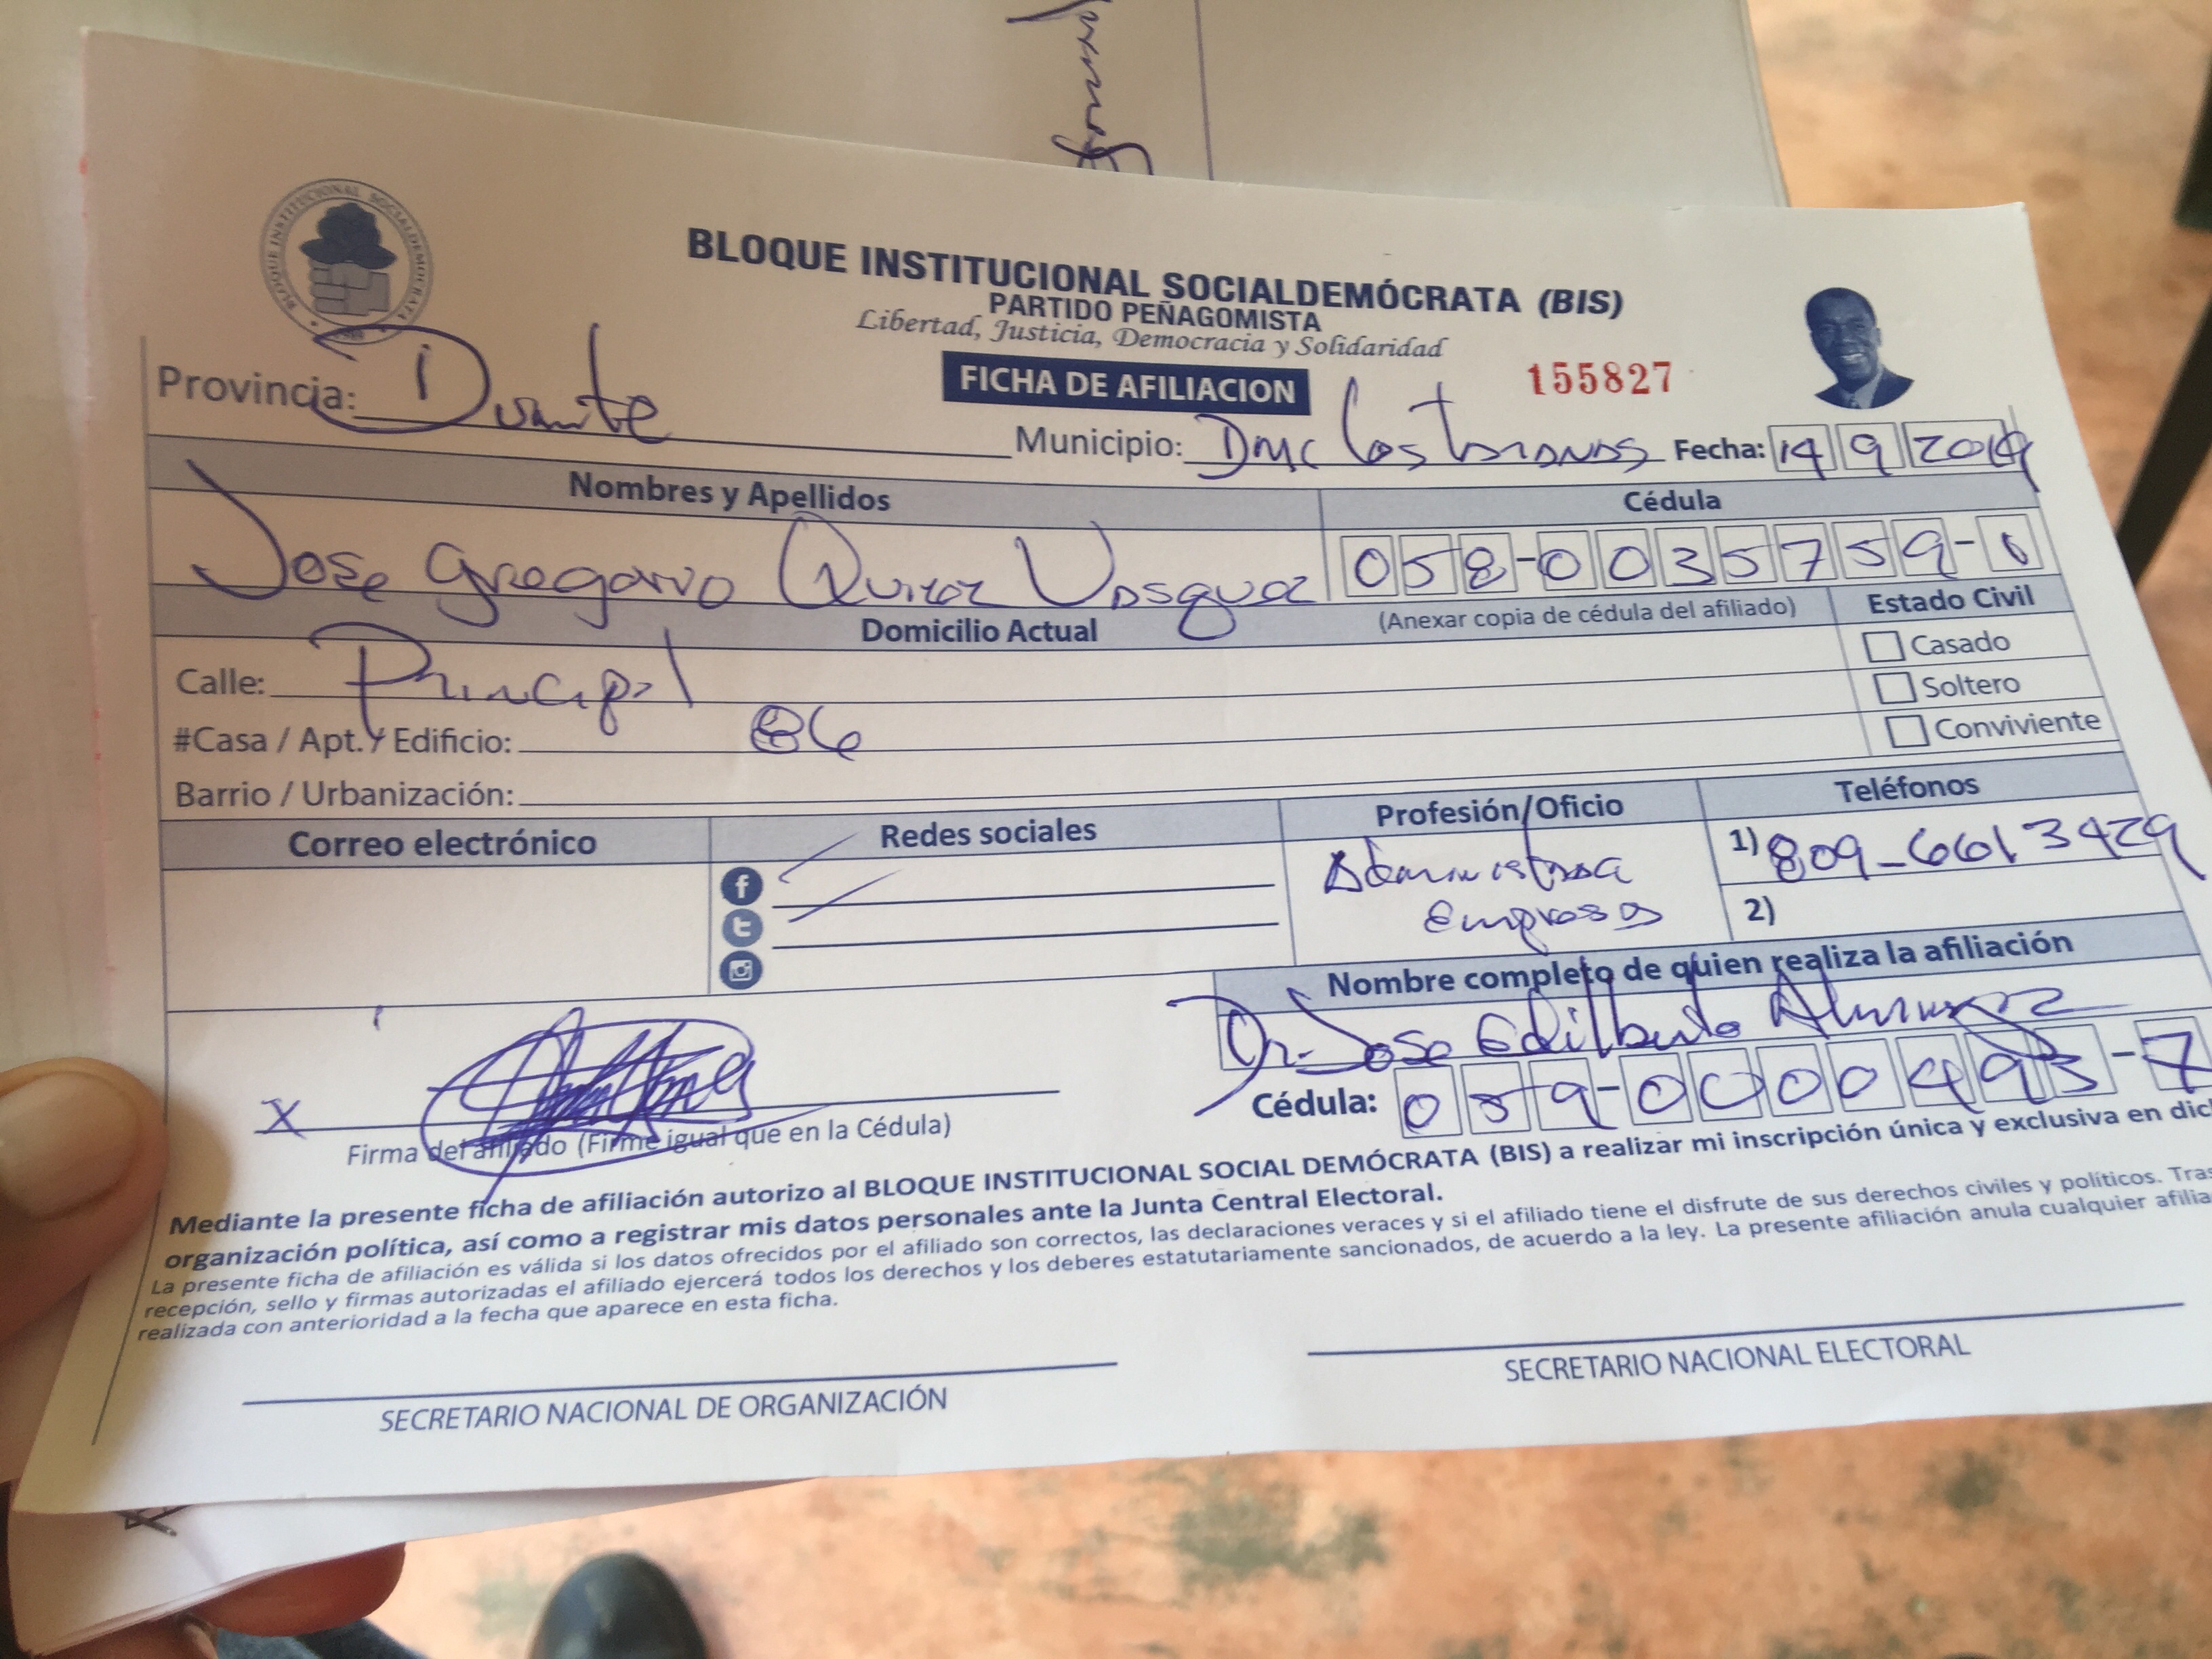 BLOQUE INSTITUCIONAL SOCIALDEMOCRATA
BLOQUE INSTITUCIONAL SOCIALDEMÓCRATA (BIS)
PARTIDO PEÑAGOMISTA
Libertad, Justicia, Democracia y Solidaridad
FICHA DE AFILIACION
155827
Provincia: Duarte
Municipio: Dmc Las Fecha: 14 9 2019
Nombres y Apellidos Cédula
Jose Gregorio Vasquez 058-0035759-
Domicilio Actual (Anexar copia de cédula del afiliado) Estado Civil
Calle: Principal
Casado
Soltero
#Casa / Apt. Y Edificio: 86
Conviviente
Barrio / Urbanización:
Correo electrónico Redes sociales Profesión/Oficio Teléfonos
Empresas
1) 809-6613429
2)
Nombre completo de quien realiza la afiliación
Dr. Jose Edilberto
Cédula: 059-0000493-7
X
Firma del afiliado (Firme igual que en la Cédula)
Mediante la presente ficha de afiliación autorizo al BLOQUE INSTITUCIONAL SOCIAL DEMÓCRATA (BIS) a realizar mi inscripción única y exclusiva en dic
organización política, así como a registrar mis datos personales ante la Junta Central Electoral.
La presente ficha de afiliación es válida si los datos ofrecidos por el afiliado son correctos, las declaraciones veraces y si el afiliado tiene el disfrute de sus derechos civiles y políticos. Tras
recepción, sello y firmas autorizadas el afiliado ejercerá todos los derechos y los deberes estatutariamente sancionados, de acuerdo a la ley. La presente afiliación anula cualquier afilia
realizada con anterioridad a la fecha que aparece en esta ficha.
SECRETARIO NACIONAL DE ORGANIZACIÓN
SECRETARIO NACIONAL ELECTORAL